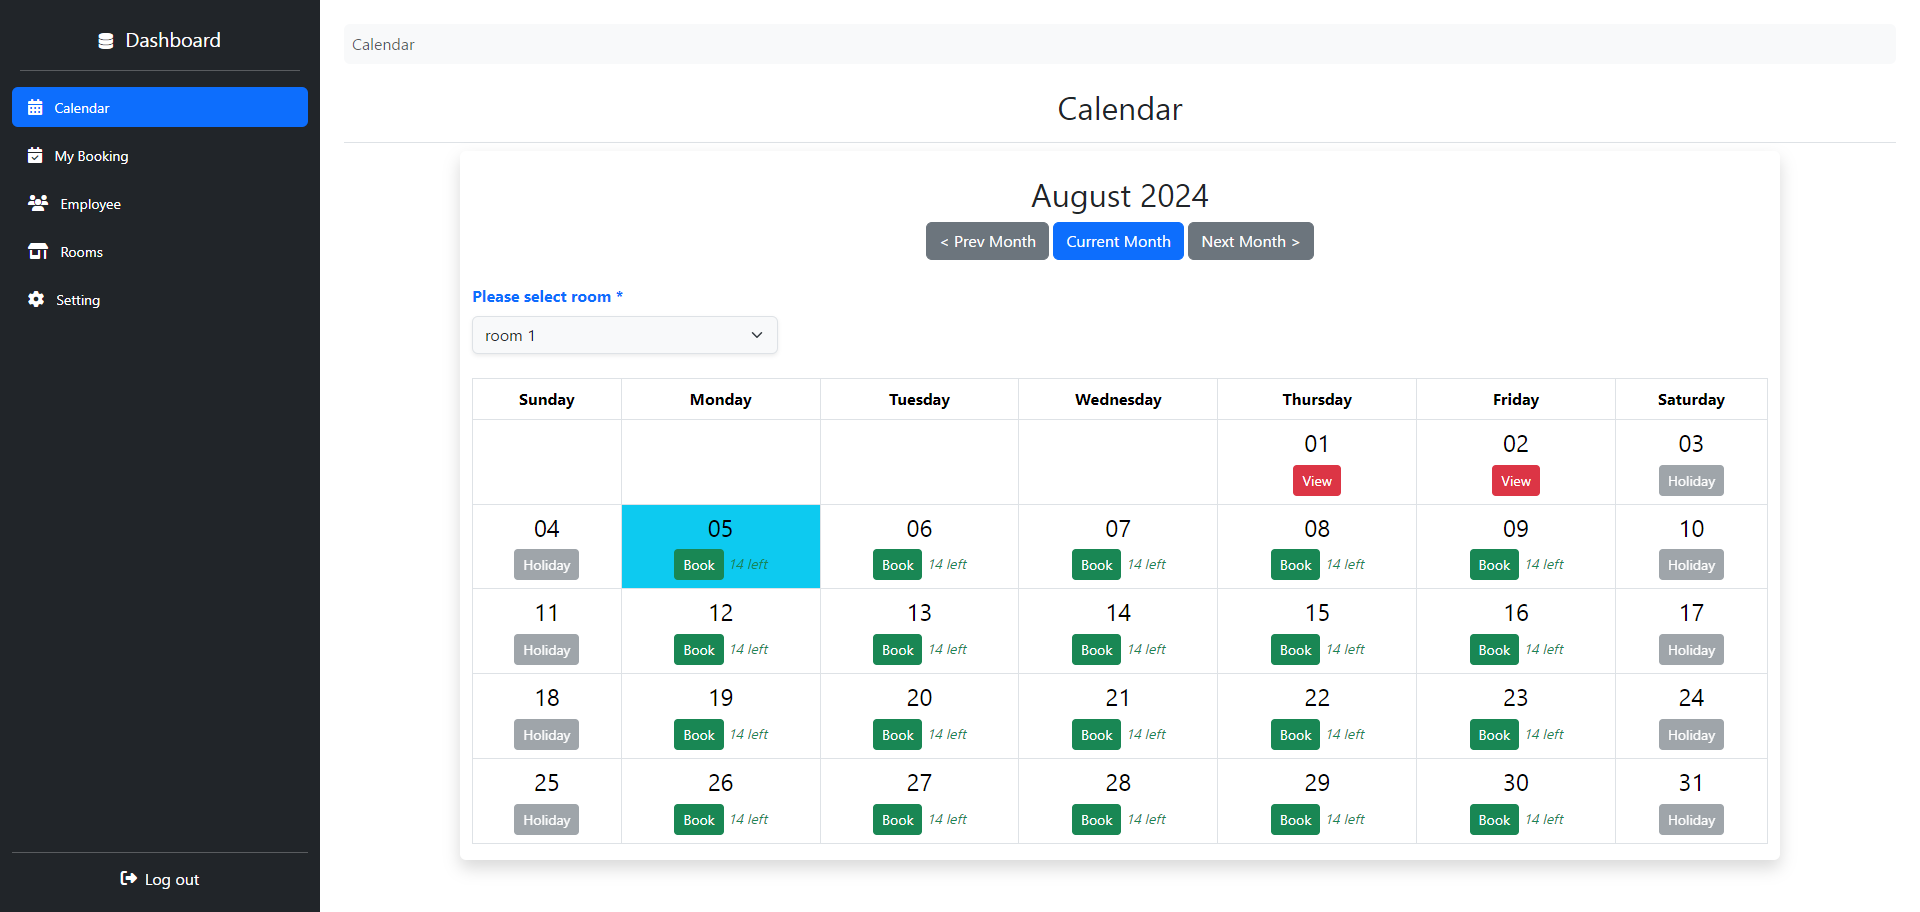 Dashboard
Calendar
My Booking
Employee
Rooms
Setting
Log out
Calendar
Calendar
August 2024
< Prev Month Current Month Next Month >
Please select room *
room 1
Sunday Monday Tuesday Wednesday Thursday Friday Saturday
01 02 03
View View Holiday
04 05 06 07 08 09 10
Holiday Book 14 left Book 14 left Book 14 left Book 14 left Book 14 left Holiday
11 12 13 14 15 16 17
Holiday Book 14 left Book 14 left Book 14 left Book 14 left Book 14 left Holiday
18 19 20 21 22 23 24
Holiday Book 14 left Book 14 left Book 14 left Book 14 left Book 14 left Holiday
25 26 27 28 29 30 31
Holiday Book 14 left Book 14 left Book 14 left Book 14 left Book 14 left Holiday